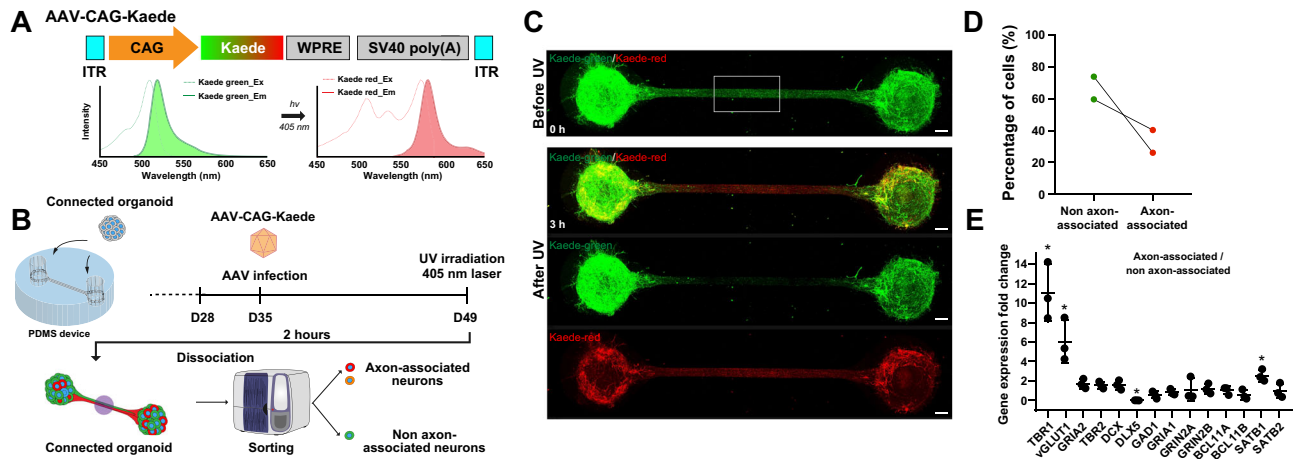 A
AAV-CAG-Kaede
CAG
Kaede
WPRE
SV40 poly(A)
ITR
ITR
Kaede green_Ex
Kaede green_Em
Intensity
450 500 550 600 650
Wavelength (nm)
hv
405 nm
Kaede red_Ex
Kaede red_Em
450 500 550 600 650
Wavelength (nm)
B
Connected organoid
PDMS device
AAV-CAG-Kaede
AAV infection
UV irradiation
405 nm laser
D28 D35 D49
2 hours
Dissociation
Connected organoid
Sorting
Axon-associated
neurons
Non axon-
associated neurons
C
Before UV
Kaede-green/Kaede-red
0 h
After UV
Kaede-green/Kaede-red
3 h
Kaede-green
Kaede-red
D
Percentage of cells (%)
100
80
60
40
20
0
Non axon-
associated
Axon-
associated
E
Gene expression fold change
Axon-associated /
non axon-associated
14
12
10
8
6
4
2
0
*
*
*
*
TBR1
vGLUT1
GRIA2
TBR2
DCX
DLX5
GAD1
GRIA1
GRIN2A
GRIN2B
BCL11A
BCL11B
SATB1
SATB2